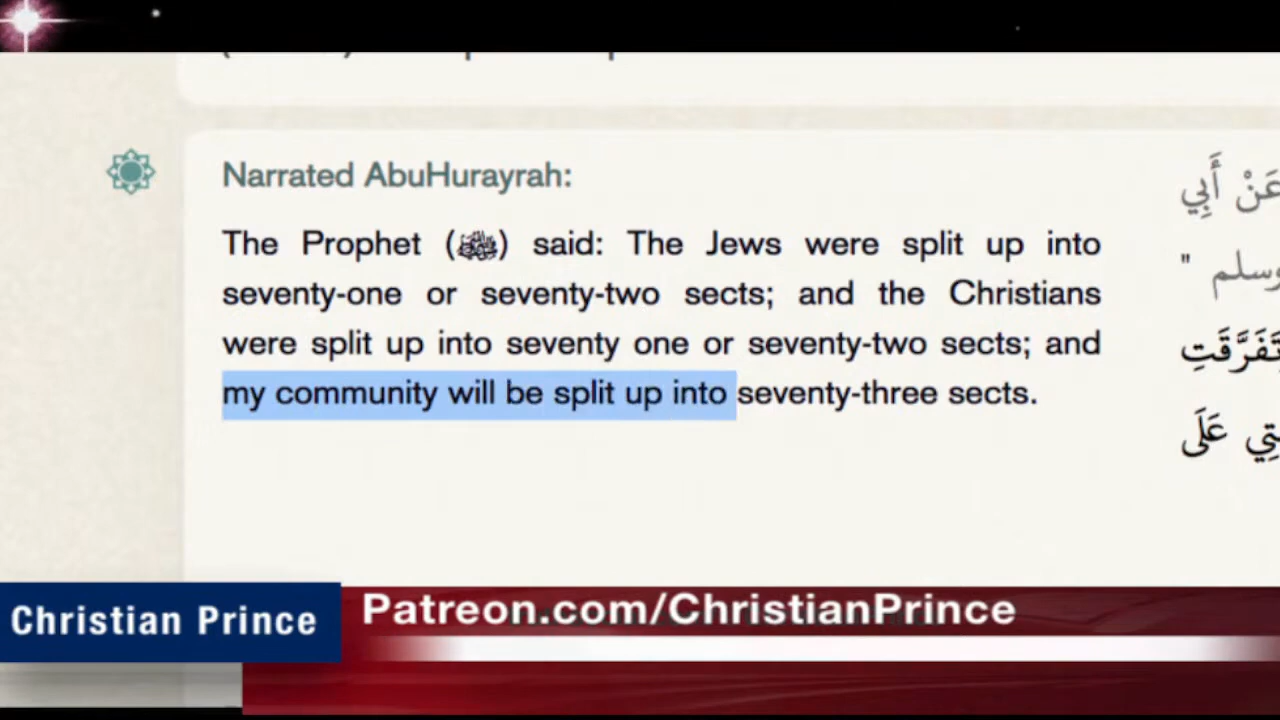 Narrated AbuHurayrah:
The Prophet (ﷺ) said: The Jews were split up into
seventy-one or seventy-two sects; and the Christians
were split up into seventy one or seventy-two sects; and
my community will be split up into seventy-three sects.
عَنْ أَبِي
وسلم "
تَفَرَّقَتِ
عَلَى
Christian Prince
Patreon.com/ChristianPrince